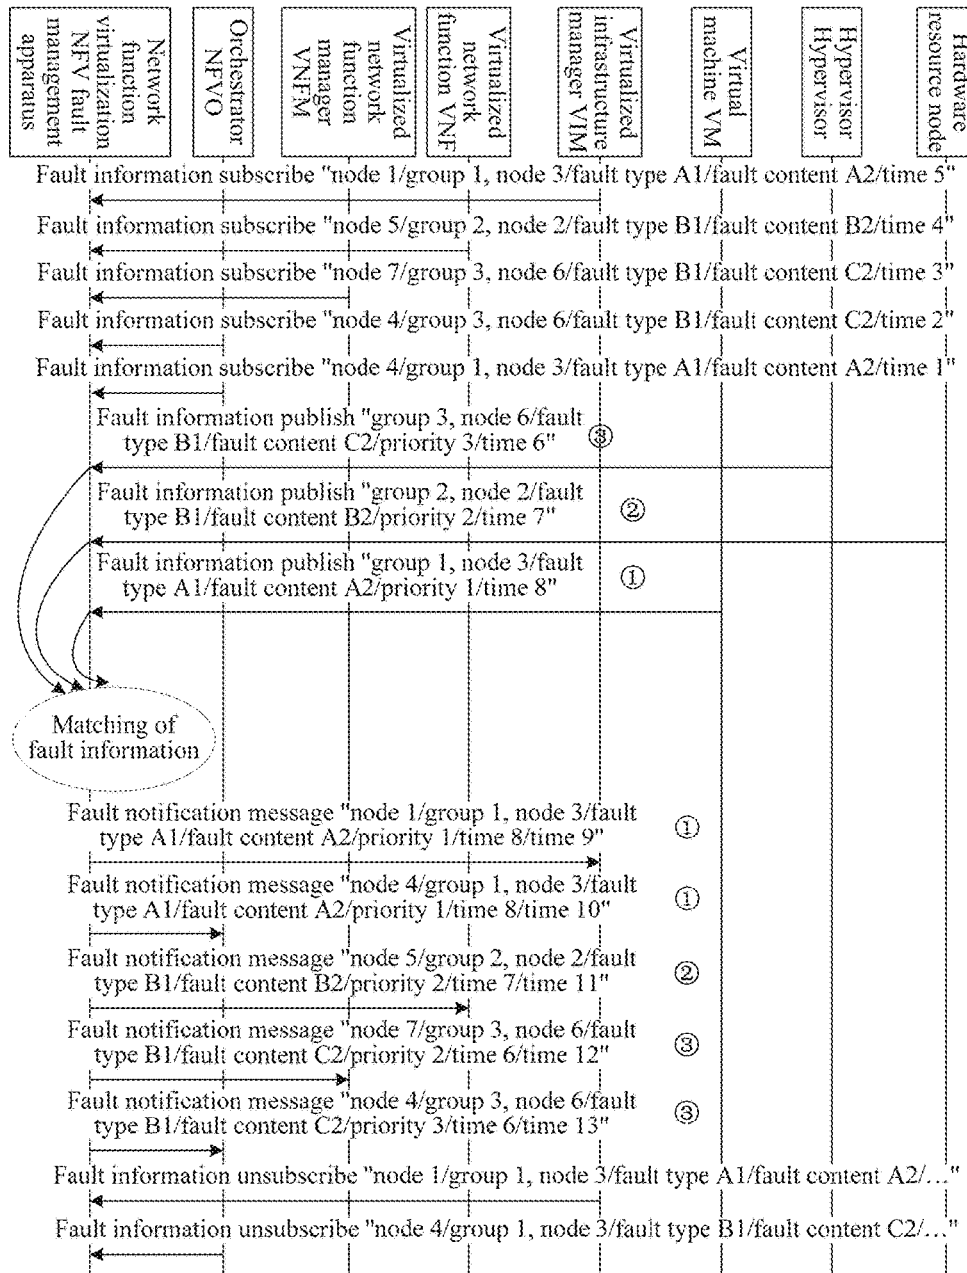 Network
function
virtualization
NFV fault
management
apparatus
Orchestrator
NFVO
Virtualized
network
function
manager
VNFM
Virtualized
network
function VNF
Virtualized
infrastructure
manager VIM
Virtual
machine VM
Hypervisor
Hypervisor
Hardware
resource node
Fault information subscribe "node 1/group 1, node 3/fault type A1/fault content A2/time 5"
Fault information subscribe "node 5/group 2, node 2/fault type B1/fault content B2/time 4"
Fault information subscribe "node 7/group 3, node 6/fault type B1/fault content C2/time 3"
Fault information subscribe "node 4/group 3, node 6/fault type B1/fault content C2/time 2"
Fault information subscribe "node 4/group 1, node 3/fault type A1/fault content A2/time 1"
Fault information publish "group 3, node 6/fault
type B1/fault content C2/priority 3/time 6"
③
Fault information publish "group 2, node 2/fault
type B1/fault content B2/priority 2/time 7"
②
Fault information publish "group 1, node 3/fault
type A1/fault content A2/priority 1/time 8"
①
Matching of
fault information
Fault notification message "node 1/group 1, node 3/fault
type A1/fault content A2/priority 1/time 8/time 9"
①
Fault notification message "node 4/group 1, node 3/fault
type A1/fault content A2/priority 1/time 8/time 10"
①
Fault notification message "node 5/group 2, node 2/fault
type B1/fault content B2/priority 2/time 7/time 11"
②
Fault notification message "node 7/group 3, node 6/fault
type B1/fault content C2/priority 2/time 6/time 12"
③
Fault notification message "node 4/group 3, node 6/fault
type B1/fault content C2/priority 3/time 6/time 13"
③
Fault information unsubscribe "node 1/group 1, node 3/fault type A1/fault content A2/…"
Fault information unsubscribe "node 4/group 1, node 3/fault type B1/fault content C2/…"